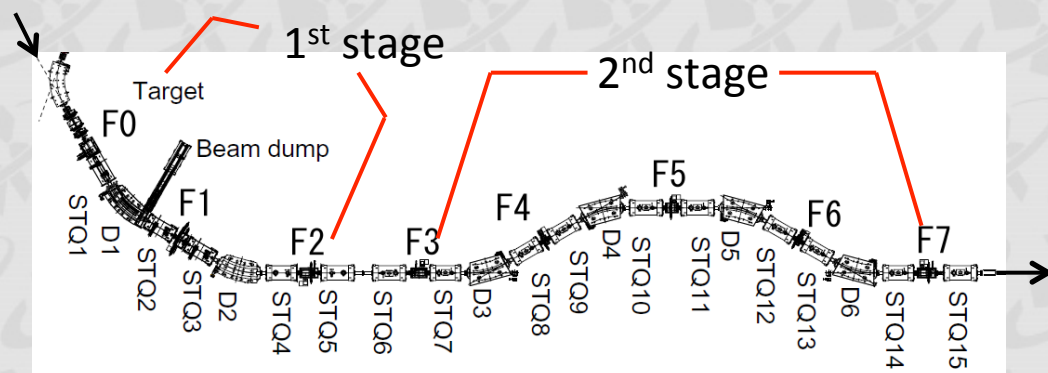 1st stage
2nd stage
Target
Beam dump
F0
F1
F2
F3
F4
F5
F6
F7
STQ1
D1
STQ2
STQ3
D2
STQ4
STQ5
STQ6
STQ7
D3
STQ8
STQ9
D4
STQ10
STQ11
D5
STQ12
STQ13
D6
STQ14
STQ15